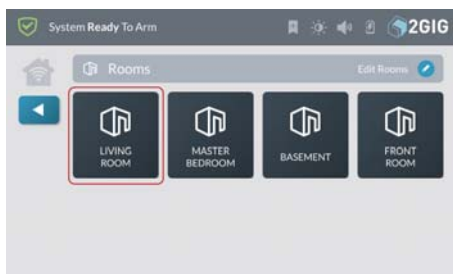 System Ready To Arm
2GIG
Rooms
Edit Rooms
LIVING
ROOM
MASTER
BEDROOM
BASEMENT
FRONT
ROOM